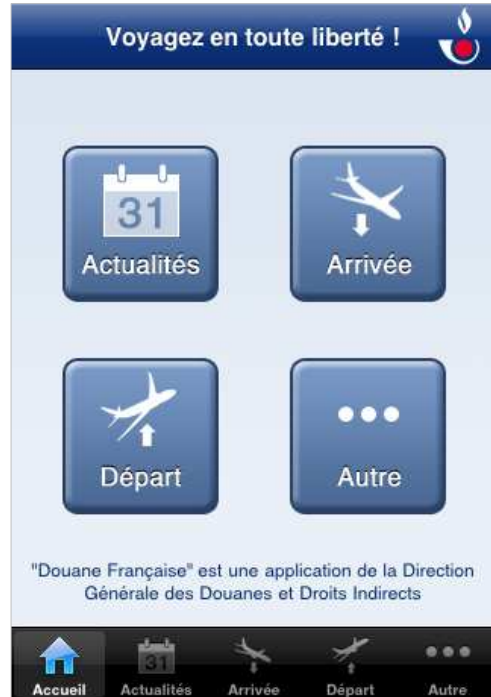 Voyagez en toute liberté !
31
Actualités
Arrivée
Départ
Autre
"Douane Française" est une application de la Direction
Générale des Douanes et Droits Indirects
31
Accueil Actualités Arrivée Départ Autre